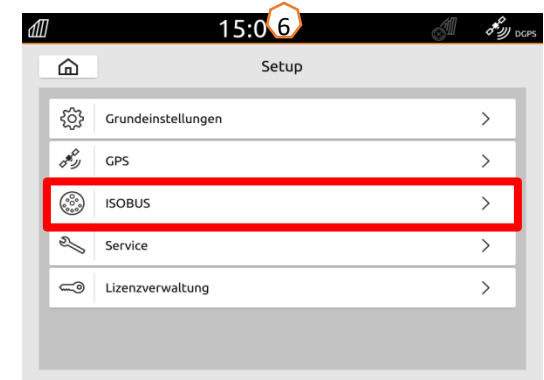 15:0
6
DGPS
Setup
Grundeinstellungen
GPS
ISOBUS
Service
Lizenzverwaltung